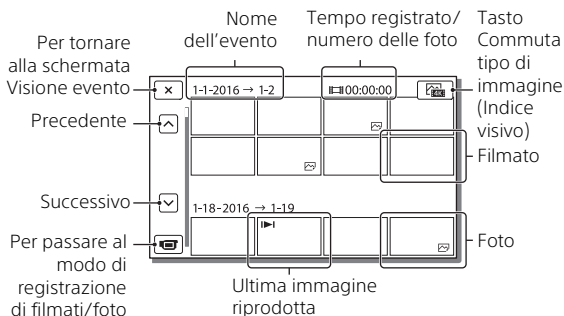 Nome
dell'evento
Tempo registrato/
numero delle foto
Tasto
Commuta
tipo di
immagine
(Indice
visivo)
Per tornare
alla schermata
Visione evento
Precedente
Successivo
Per passare al
modo di
registrazione
di filmati/foto
1-1-2016 → 1-2
00:00:00
4K
1-18-2016 → 1-19
Filmato
Foto
Ultima immagine
riprodotta